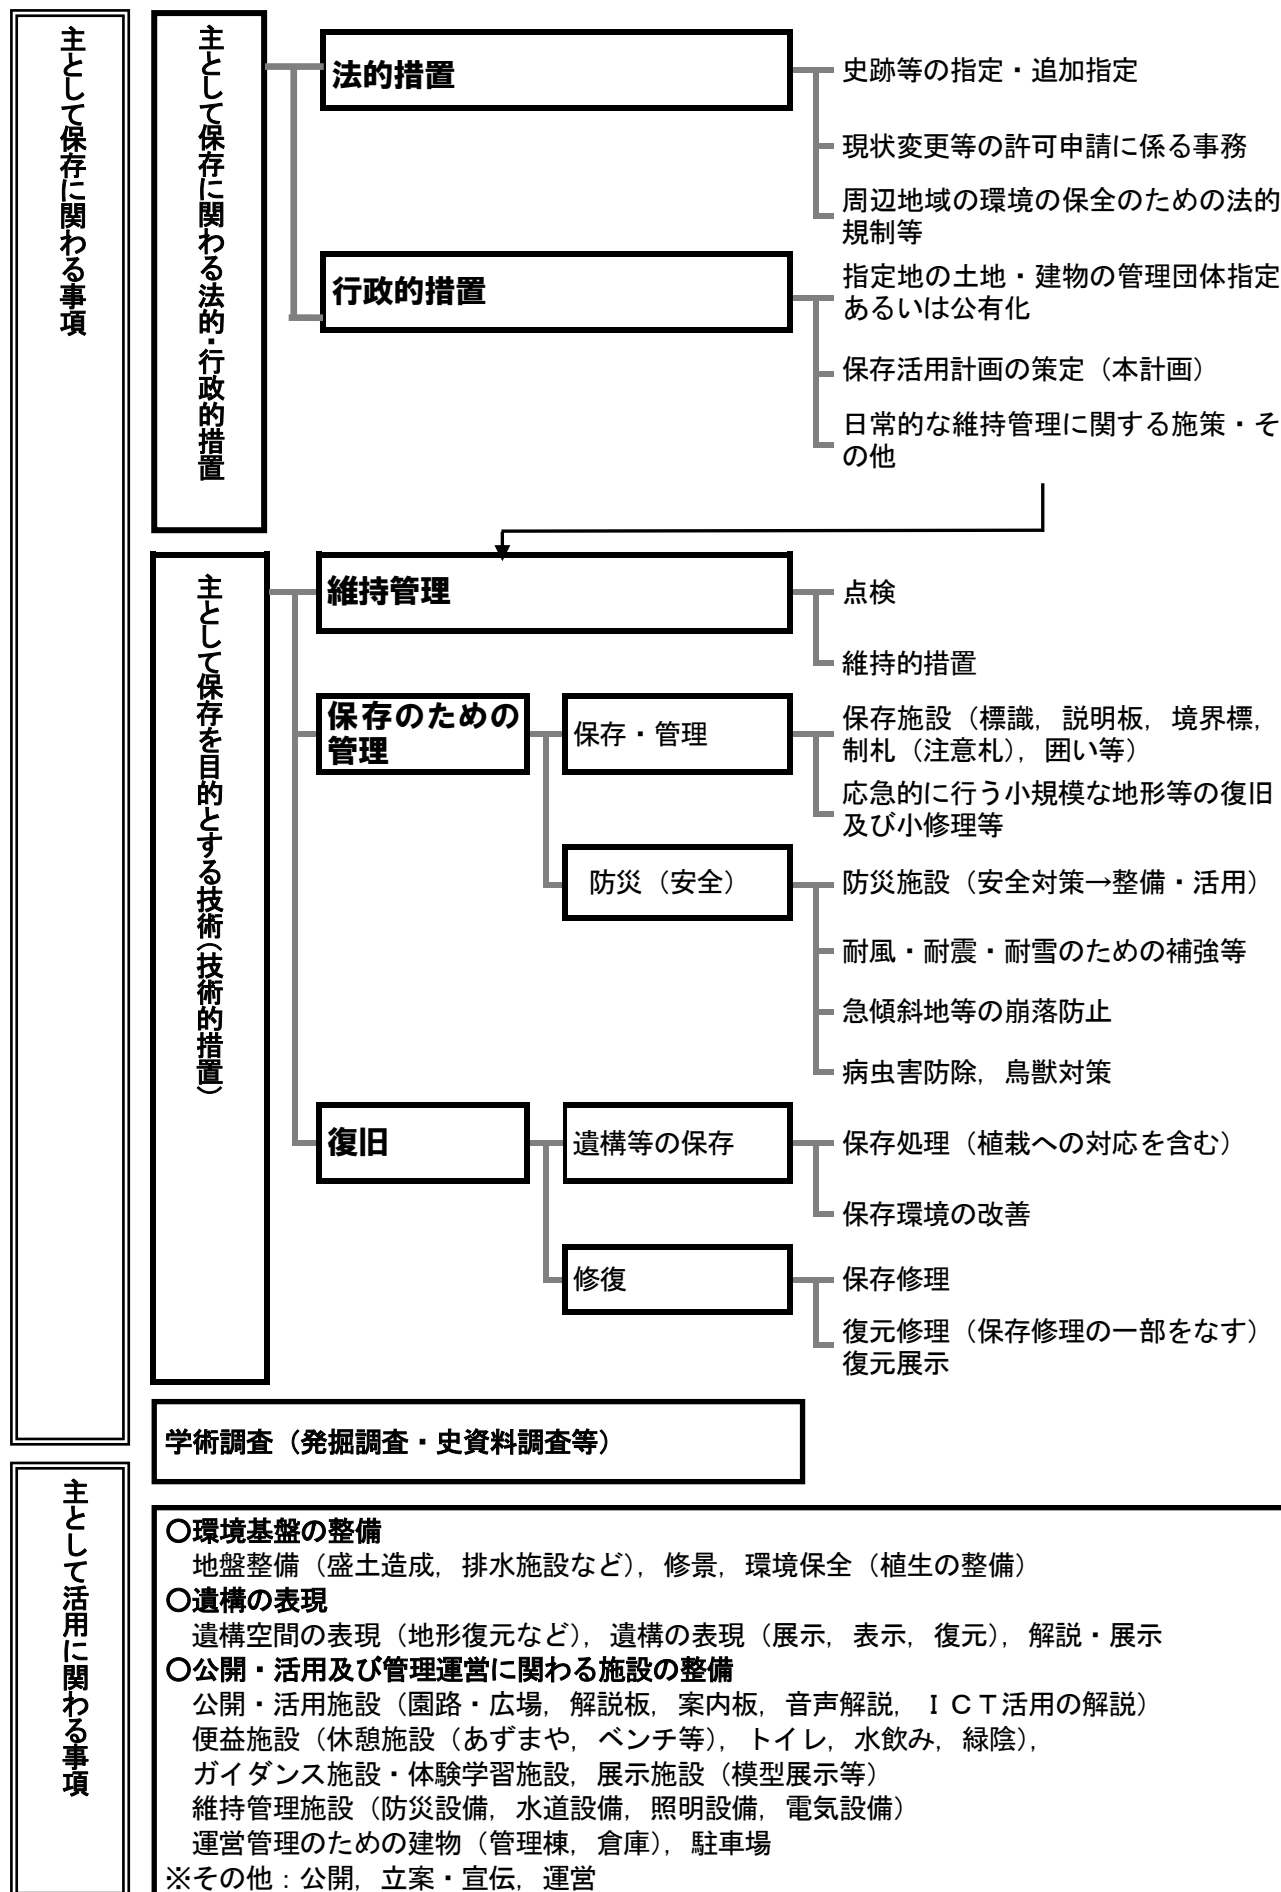 主として保存に関わる事項
主として保存に関わる法的・行政的措置
法的措置
史跡等の指定・追加指定
現状変更等の許可申請に係る事務
周辺地域の環境の保全のための法的
規制等
行政的措置
指定地の土地・建物の管理団体指定
あるいは公有化
保存活用計画の策定（本計画）
日常的な維持管理に関する施策・そ
の他
主として保存を目的とする技術（技術的措置）
維持管理
点検
維持的措置
保存のための
管理
保存・管理
保存施設（標識，説明板，境界標，
制札（注意札），囲い等）
応急的に行う小規模な地形等の復旧
及び小修理等
防災（安全）
防災施設（安全対策→整備・活用）
耐風・耐震・耐雪のための補強等
急傾斜地等の崩落防止
病虫害防除，鳥獣対策
復旧
遺構等の保存
保存処理（植栽への対応を含む）
保存環境の改善
修復
保存修理
復元修理（保存修理の一部をなす）
復元展示
学術調査（発掘調査・史資料調査等）
主として活用に関わる事項
〇環境基盤の整備
地盤整備（盛土造成，排水施設など），修景，環境保全（植生の整備）
〇遺構の表現
遺構空間の表現（地形復元など），遺構の表現（展示，表示，復元），解説・展示
〇公開・活用及び管理運営に関わる施設の整備
公開・活用施設（園路・広場，解説板，案内板，音声解説，ＩＣＴ活用の解説）
便益施設（休憩施設（あずまや，ベンチ等），トイレ，水飲み，緑陰），
ガイダンス施設・体験学習施設，展示施設（模型展示等）
維持管理施設（防災設備，水道設備，照明設備，電気設備）
運営管理のための建物（管理棟，倉庫），駐車場
※その他：公開，立案・宣伝，運営